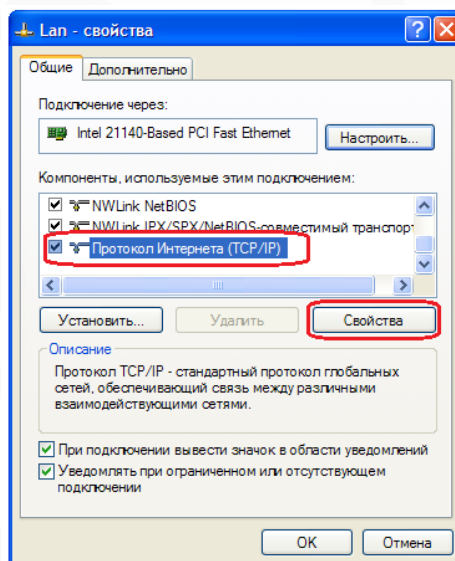 Lan - свойства
Общие
Дополнительно
Подключение через:
Intel 21140-Based PCI Fast Ethernet
Настроить...
Компоненты, используемые этим подключением:
NWLink NetBIOS
NWLink IPX/SPX/NetBIOS-совместимый транспорт
Протокол Интернета (TCP/IP)
Установить...
Удалить
Свойства
Описание
Протокол TCP/IP - стандартный протокол глобальных
сетей, обеспечивающий связь между различными
взаимодействующими сетями.
При подключении вывести значок в области уведомлений
Уведомлять при ограниченном или отсутствующем
подключении
OK
Отмена